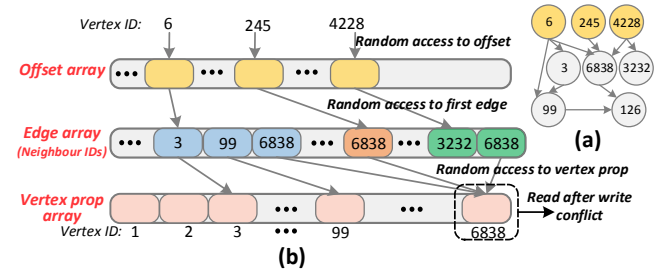 Vertex ID: 6 245 4228
Random access to offset
Offset array ••• ••• •••
Random access to first edge
Edge array
(Neighbour IDs)
••• 3 99 6838 ••• 6838 ••• 3232 6838
Random access to vertex prop
Vertex prop
array
••• •••
Read after write
conflict
Vertex ID: 1 2 3 ••• 99 6838
(b)
6 245 4228
3 6838 3232
99 126
(a)